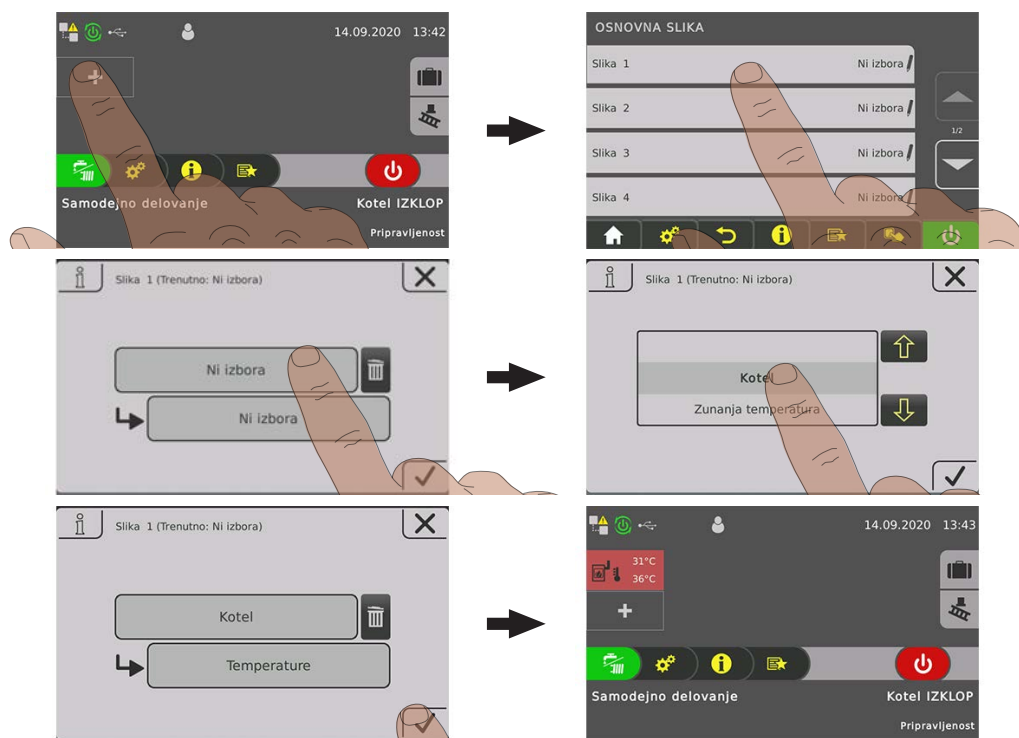 14.09.2020 13:42
Samodejno delovanje
Kotel IZKLOP
Pripravljenost
OSNOVNA SLIKA
Slika 1 Ni izbora
Slika 2 Ni izbora
1/2
Slika 3 Ni izbora
Slika 4 Ni izbora
Slika 1 (Trenutno: Ni izbora)
Ni izbora
Ni izbora
Slika 1 (Trenutno: Ni izbora)
Kotel
Zunanja temperatura
Slika 1 (Trenutno: Ni izbora)
Kotel
Temperature
14.09.2020 13:43
31°C
36°C
Samodejno delovanje
Kotel IZKLOP
Pripravljenost